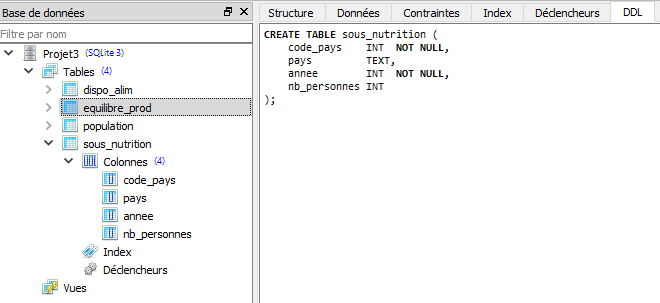 Base de données
Filtre par nom
Projet3 (SQLite 3)
Tables (4)
dispo_alim
equilibre_prod
population
sous_nutrition
Colonnes (4)
code_pays
pays
annee
nb_personnes
Index
Déclencheurs
Vues
Structure Données Contraintes Index Déclencheurs DDL
CREATE TABLE sous_nutrition (
code_pays INT NOT NULL,
pays TEXT,
annee INT NOT NULL,
nb_personnes INT
);